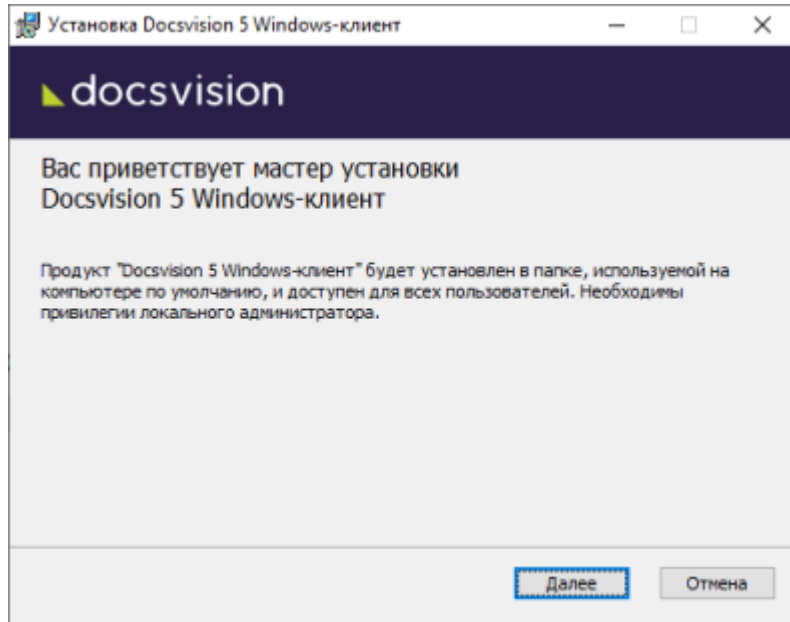 Установка Docsvision 5 Windows-клиент
docsvision
Вас приветствует мастер установки
Docsvision 5 Windows-клиент
Продукт "Docsvision 5 Windows-клиент" будет установлен в папке, используемой на
компьютере по умолчанию, и доступен для всех пользователей. Необходимы
привилегии локального администратора.
Далее
Отмена